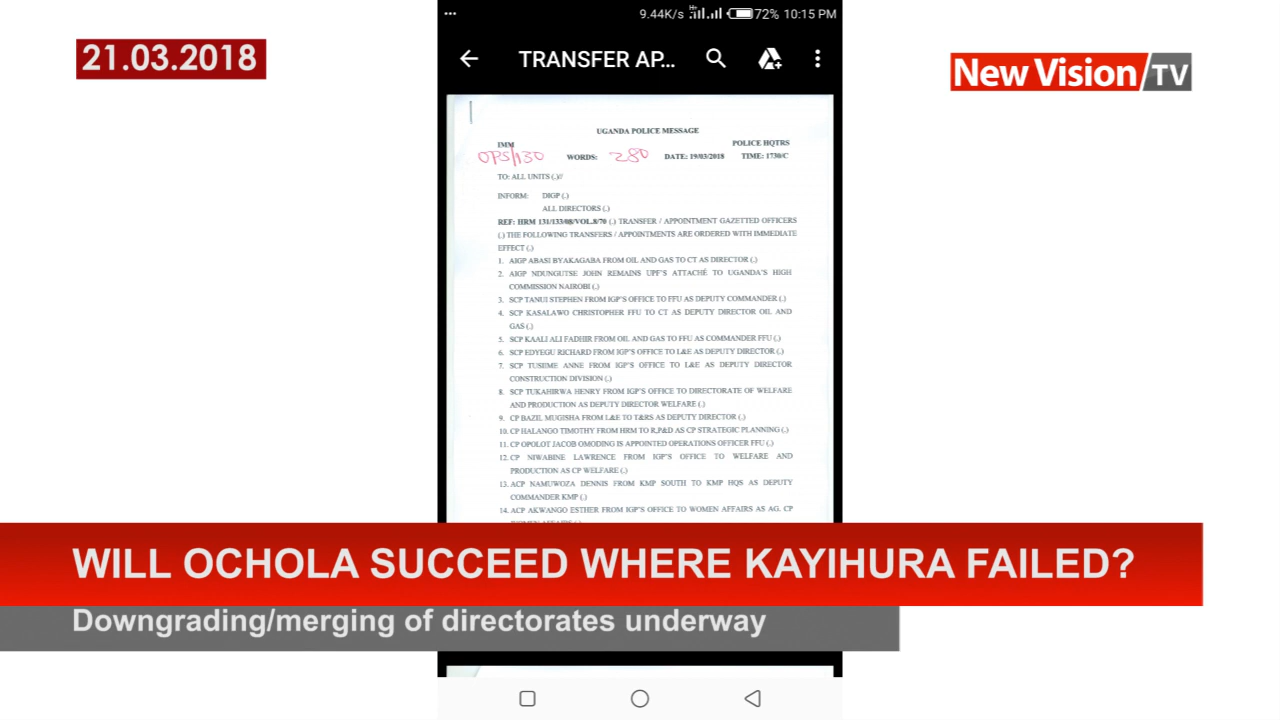 21.03.2018
New Vision/TV
9.44K/s 72% 10:15 PM
TRANSFER AP...
UGANDA POLICE MESSAGE
IMM POLICE HQTRS
OPS/130 WORDS: 280 DATE: 19/03/2018 TIME: 1730/C
TO: ALL UNITS (.)//
INFORM: DIGP (.)
ALL DIRECTORS (.)
REF: HRM 131/133/08/VOL.8/70 (.) TRANSFER / APPOINTMENT GAZETTED OFFICERS
(.) THE FOLLOWING TRANSFERS / APPOINTMENTS ARE ORDERED WITH IMMEDIATE
EFFECT (.)
1. AIGP ABASI BYAKAGABA FROM OIL AND GAS TO CT AS DIRECTOR (.)
2. AIGP NDUNGUTSE JOHN REMAINS UPF'S ATTACHÉ TO UGANDA'S HIGH
COMMISSION NAIROBI (.)
3. SCP TANUI STEPHEN FROM IGP'S OFFICE TO FFU AS DEPUTY COMMANDER (.)
4. SCP KASALAWO CHRISTOPHER FFU TO CT AS DEPUTY DIRECTOR OIL AND
GAS (.)
5. SCP KAALI ALI FADHIR FROM OIL AND GAS TO FFU AS COMMANDER FFU (.)
6. SCP EDYEGU RICHARD FROM IGP'S OFFICE TO L&E AS DEPUTY DIRECTOR (.)
7. SCP TUSIIME ANNE FROM IGP'S OFFICE TO L&E AS DEPUTY DIRECTOR
CONSTRUCTION DIVISION (.)
8. SCP TUKAHIRWA HENRY FROM IGP'S OFFICE TO DIRECTORATE OF WELFARE
AND PRODUCTION AS DEPUTY DIRECTOR WELFARE (.)
9. CP BAZIL MUGISHA FROM L&E TO T&RS AS DEPUTY DIRECTOR (.)
10. CP HALANGO TIMOTHY FROM HRM TO R,P&D AS CP STRATEGIC PLANNING (.)
11. CP OPOLOT JACOB OMODING IS APPOINTED OPERATIONS OFFICER FFU (.)
12. CP NIWABINE LAWRENCE FROM IGP'S OFFICE TO WELFARE AND
PRODUCTION AS CP WELFARE (.)
13. ACP NAMUWOZA DENNIS FROM KMP SOUTH TO KMP HQS AS DEPUTY
COMMANDER KMP (.)
14. ACP AKWANGO ESTHER FROM IGP'S OFFICE TO WOMEN AFFAIRS AS AG. CP
WILL OCHOLA SUCCEED WHERE KAYIHURA FAILED?
Downgrading/merging of directorates underway